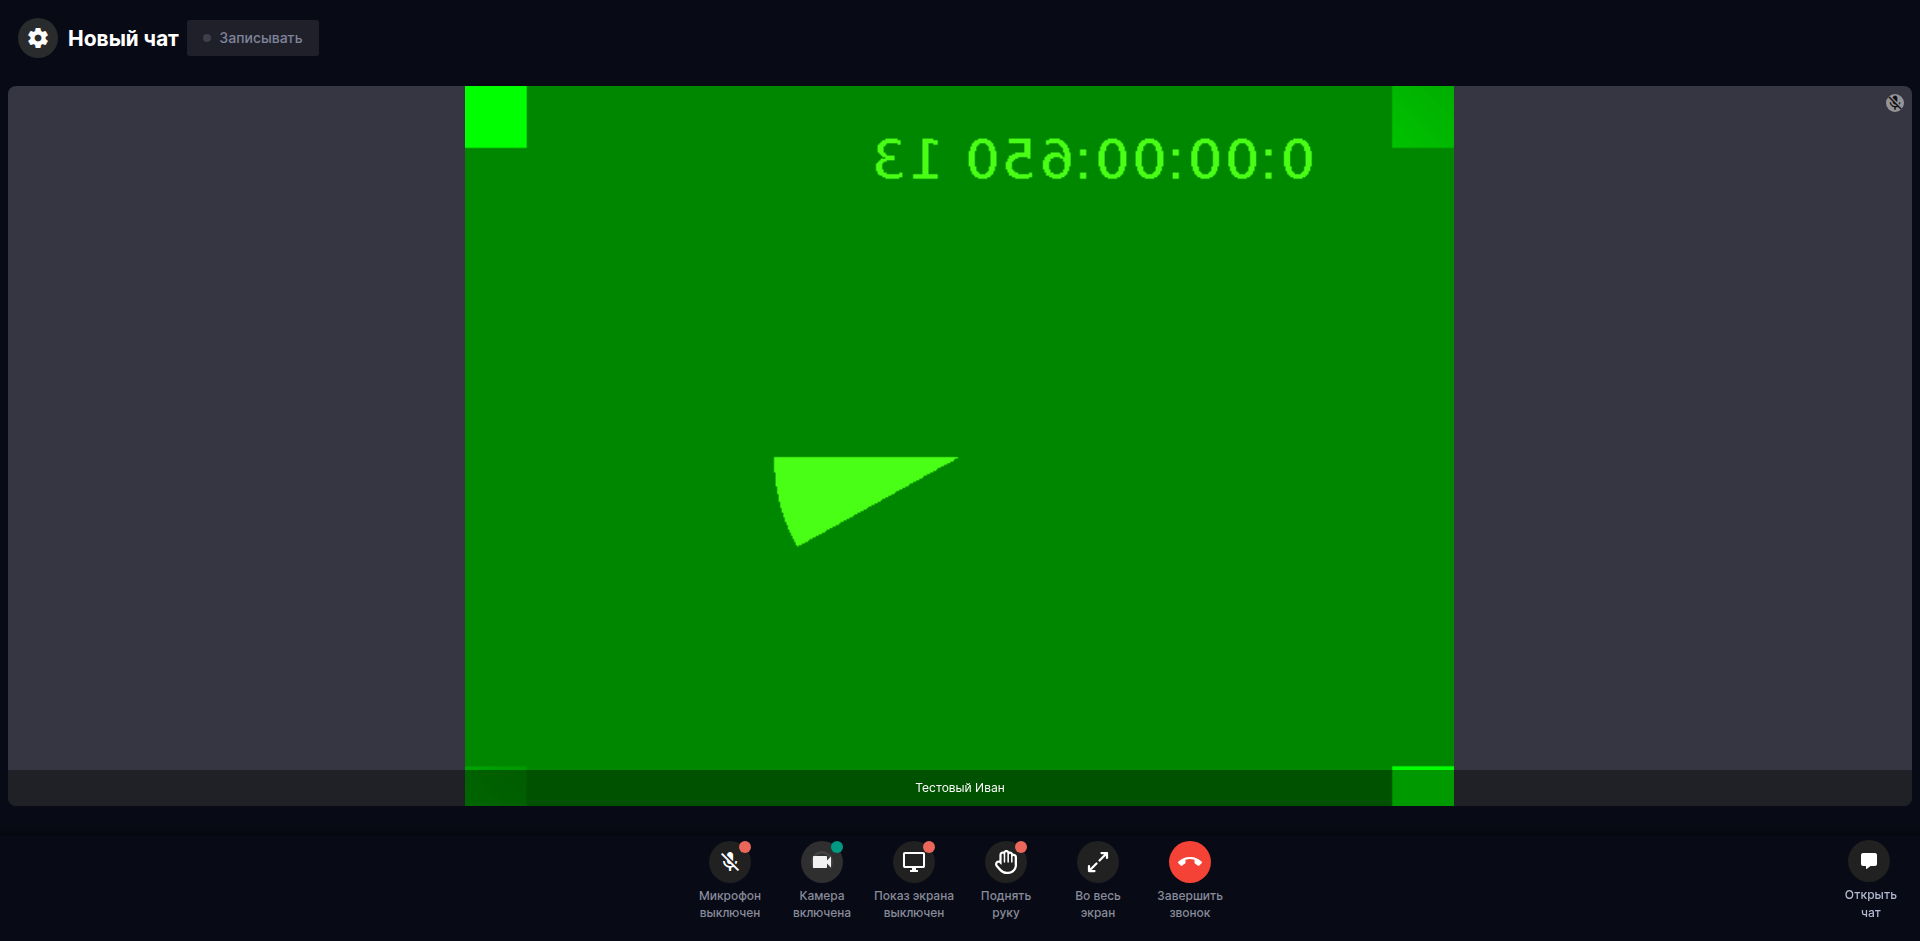 Новый чат
Записывать
0:00:00:650 13
Тестовый Иван
Микрофон
выключен
Камера
включена
Показ экрана
выключен
Поднять
руку
Во весь
экран
Завершить
звонок
Открыть
чат